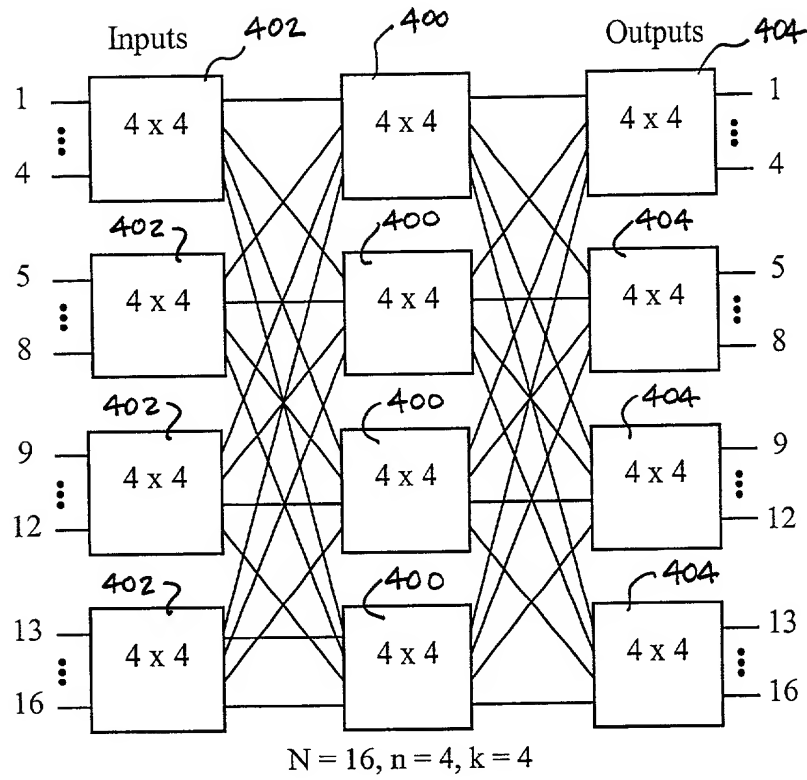 Inputs 402 400 Outputs 404
1 4 x 4 4 x 4 4 x 4 1
4 4
402 400 404
5 4 x 4 4 x 4 4 x 4 5
8 8
402 400 404
9 4 x 4 4 x 4 4 x 4 9
12 12
402 400 404
13 4 x 4 4 x 4 4 x 4 13
16 16
N = 16, n = 4, k = 4